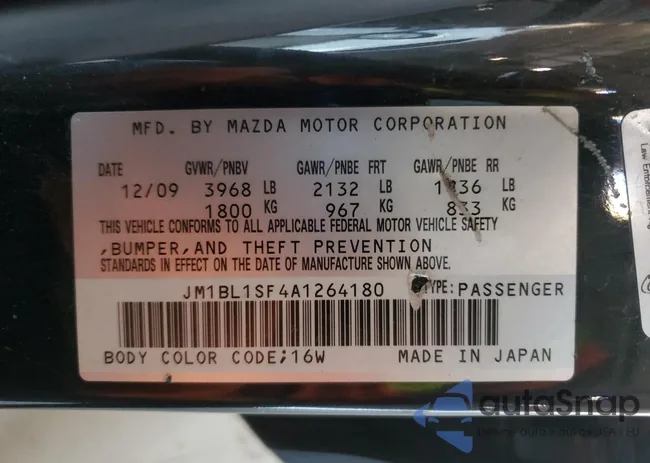 MFD. BY MAZDA MOTOR CORPORATION
DATE GVWR/PNBV GAWR/PNBE FRT GAWR/PNBE RR
12/09 3968 LB 2132 LB 1836 LB
1800 KG 967 KG 833 KG
THIS VEHICLE CONFORMS TO ALL APPLICABLE FEDERAL MOTOR VEHICLE SAFETY
,BUMPER,AND THEFT PREVENTION
STANDARDS IN EFFECT ON THE DATE OF MANUFACTURE SHOWN ABOVE.
JM1BL1SF4A1264180 TYPE:PASSENGER
BODY COLOR CODE;16W MADE IN JAPAN
Law Enforcement
autoSnap